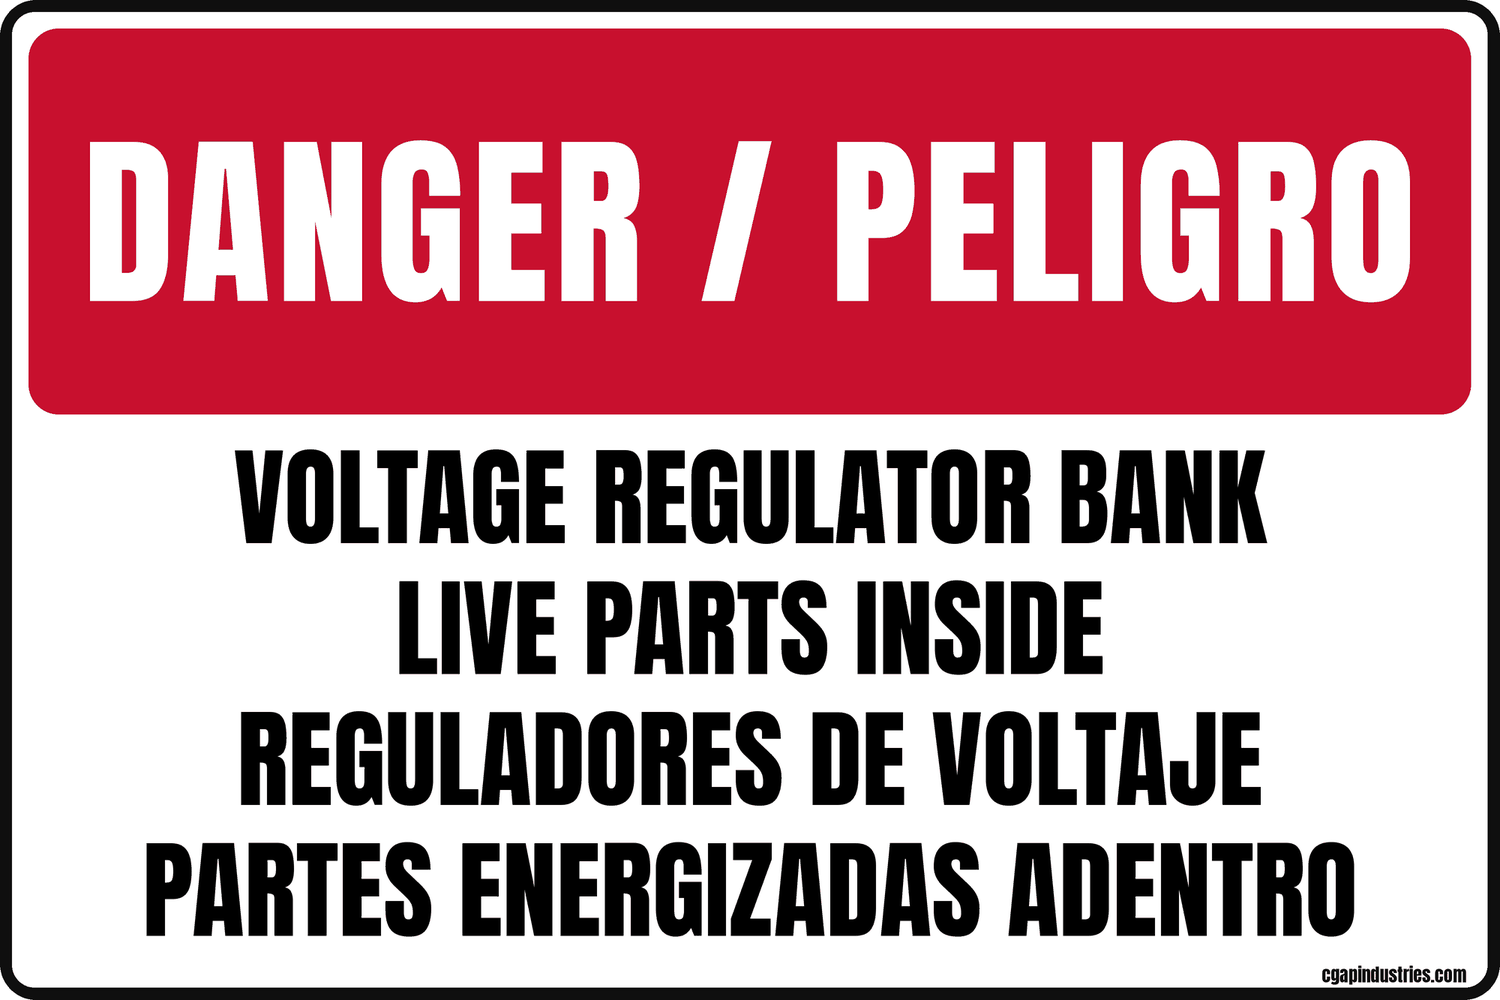 DANGER / PELIGRO
VOLTAGE REGULATOR BANK
LIVE PARTS INSIDE
REGULADORES DE VOLTAJE
PARTES ENERGIZADAS ADENTRO
cgapindustries.com